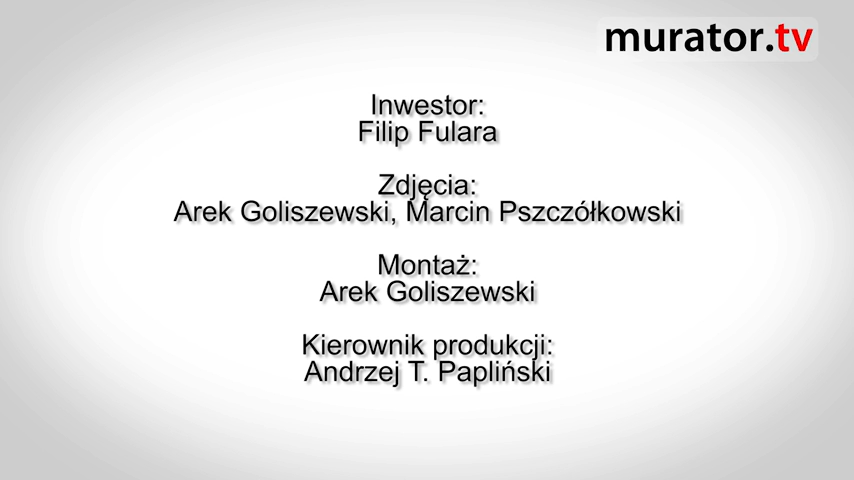 murator.tv
Inwestor:
Filip Fulara
Zdjęcia:
Arek Goliszewski, Marcin Pszczółkowski
Montaż:
Arek Goliszewski
Kierownik produkcji:
Andrzej T. Papliński